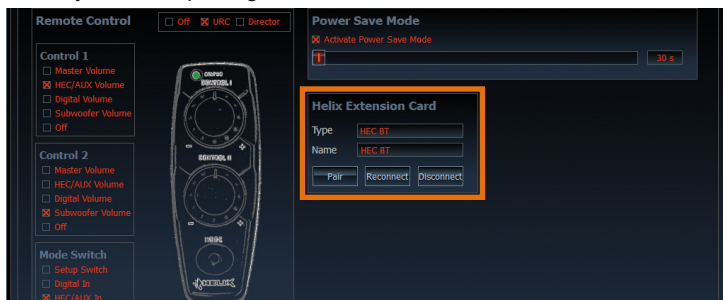 Remote Control
Off
URC
Director
Control 1
Master Volume
HEC/AUX Volume
Digital Volume
Subwoofer Volume
Off
Control 2
Master Volume
HEC/AUX Volume
Digital Volume
Subwoofer Volume
Off
Mode Switch
Setup Switch
Digital In
HEC/AUX In
STATUS
CONTROL I
CONTROL II
MODE
Power Save Mode
Activate Power Save Mode
30 s
Helix Extension Card
Type HEC BT
Name HEC BT
Pair Reconnect Disconnect